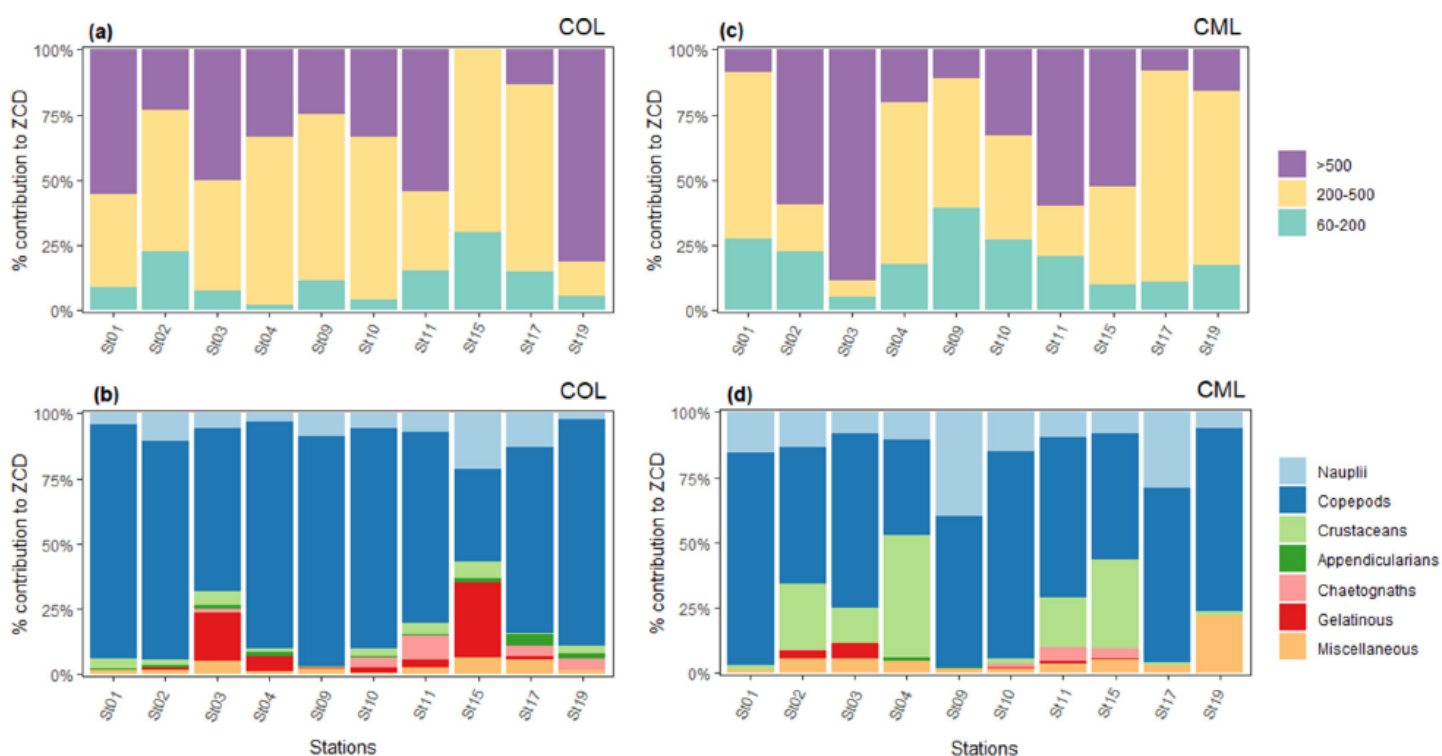 (a) COL
% contribution to ZCD
100%
75%
50%
25%
0%
St01 St02 St03 St04 St09 St10 St11 St15 St17 St19
(c) CML
% contribution to ZCD
100%
75%
50%
25%
0%
St01 St02 St03 St04 St09 St10 St11 St15 St17 St19
>500
200-500
60-200
(b) COL
% contribution to ZCD
100%
75%
50%
25%
0%
St01 St02 St03 St04 St09 St10 St11 St15 St17 St19
Stations
(d) CML
% contribution to ZCD
100%
75%
50%
25%
0%
St01 St02 St03 St04 St09 St10 St11 St15 St17 St19
Stations
Nauplii
Copepods
Crustaceans
Appendicularians
Chaetognaths
Gelatinous
Miscellaneous